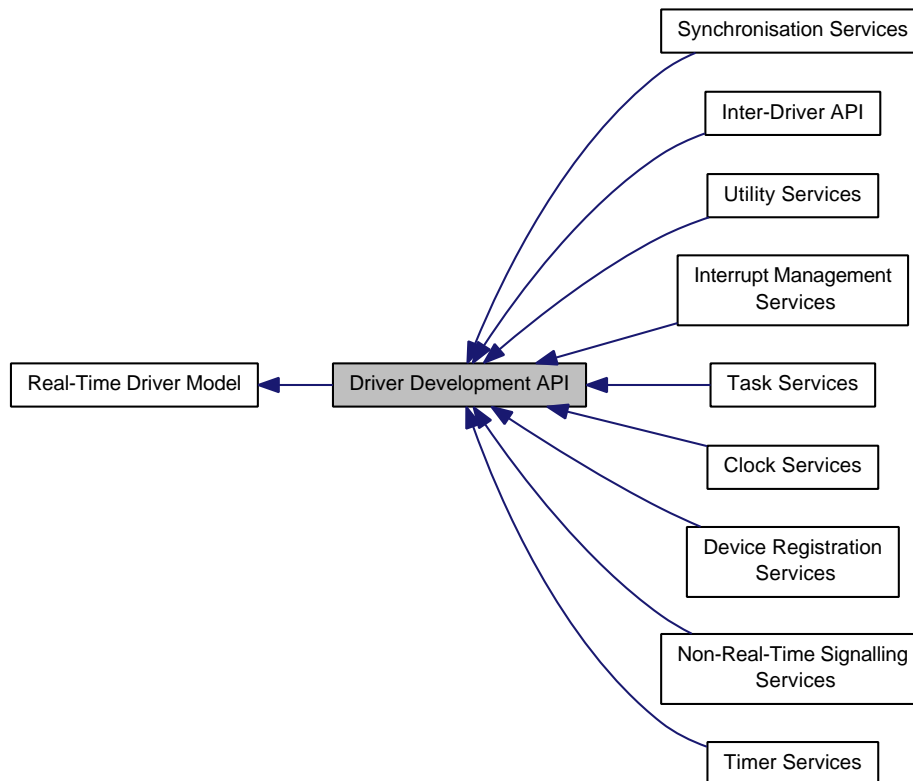 Synchronisation Services
Inter-Driver API
Utility Services
Interrupt Management
Services
Real-Time Driver Model
Driver Development API
Task Services
Clock Services
Device Registration
Services
Non-Real-Time Signalling
Services
Timer Services